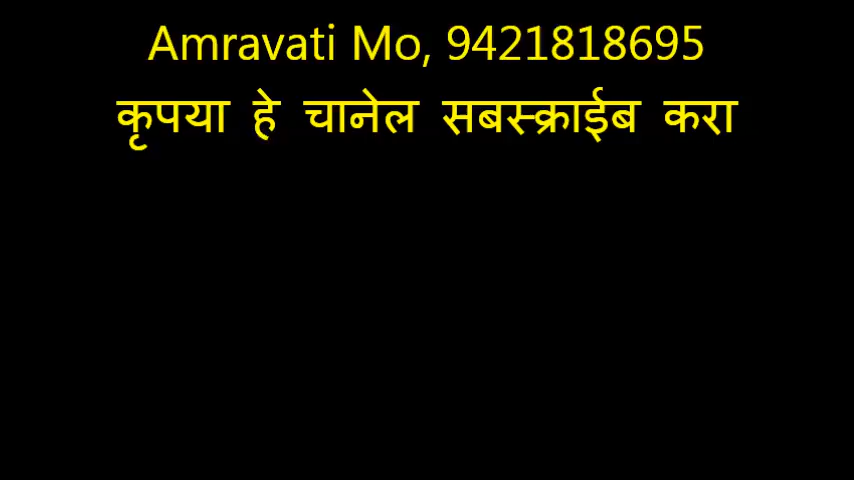 Amravati Mo, 9421818695
कृपया हे चानेल सबस्क्राईब करा